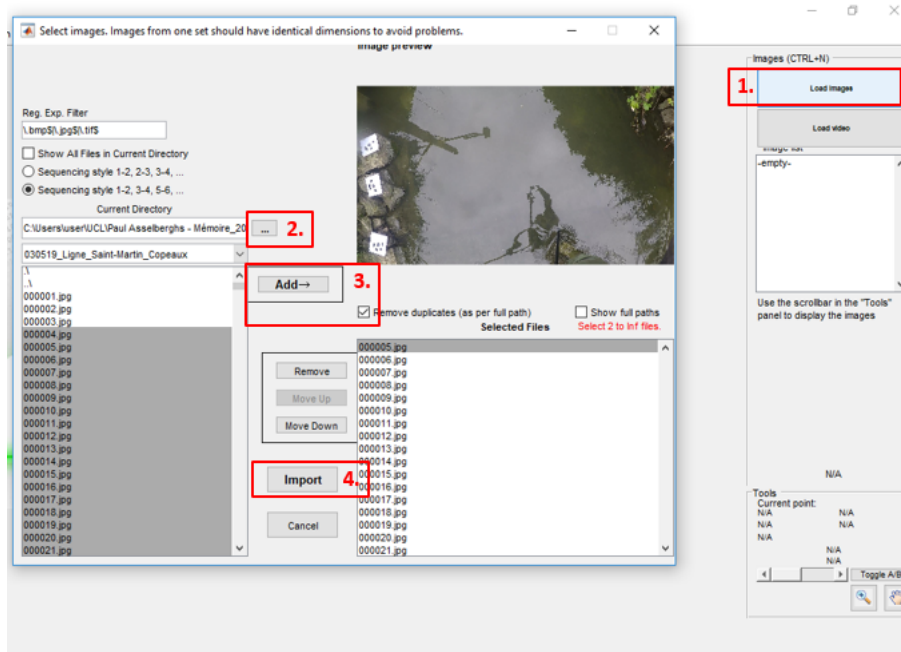 Select images. Images from one set should have identical dimensions to avoid problems.
Image preview
Reg. Exp. Filter
\.bmp$|\.jpg$|\.tif$
Show All Files in Current Directory
Sequencing style 1-2, 2-3, 3-4, ...
Sequencing style 1-2, 3-4, 5-6, ...
Current Directory
C:\Users\user\UCL\Paul Asselberghs - Mémoire_20
...
2.
030519_Ligne_Saint-Martin_Copeaux
.\
..\
000001.jpg
000002.jpg
000003.jpg
000004.jpg
000005.jpg
000006.jpg
000007.jpg
000008.jpg
000009.jpg
000010.jpg
000011.jpg
000012.jpg
000013.jpg
000014.jpg
000015.jpg
000016.jpg
000017.jpg
000018.jpg
000019.jpg
000020.jpg
000021.jpg
Add→
3.
Remove duplicates (as per full path)
Show full paths
Selected Files
Select 2 to Inf files.
Remove
Move Up
Move Down
Import
4.
Cancel
000005.jpg
000006.jpg
000007.jpg
000008.jpg
000009.jpg
000010.jpg
000011.jpg
000012.jpg
000013.jpg
000014.jpg
000015.jpg
000016.jpg
000017.jpg
000018.jpg
000019.jpg
000020.jpg
000021.jpg
Images (CTRL+N)
1.
Load images
Load video
Image list
-empty-
Use the scrollbar in the "Tools"
panel to display the images
N/A
Tools
Current point:
N/A N/A
N/A N/A
N/A
N/A
N/A
Toggle A/B